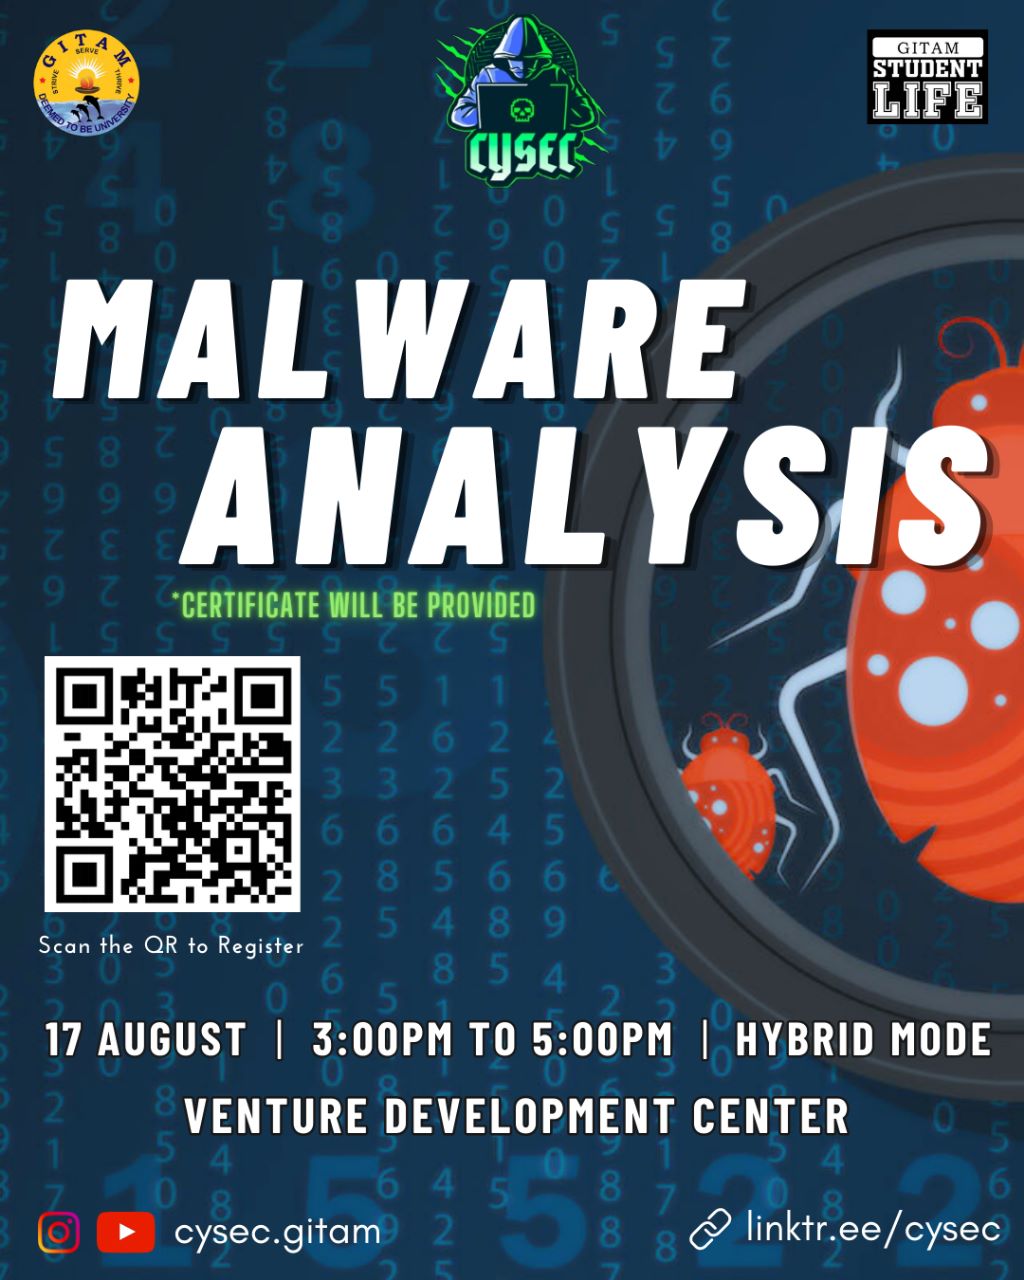 GITAM
SERVE
STRIVE
THRIVE
DEEMED TO BE UNIVERSITY
CYSEC
GITAM
STUDENT
LIFE
MALWARE
ANALYSIS
*CERTIFICATE WILL BE PROVIDED
Scan the QR to Register
17 AUGUST | 3:00PM TO 5:00PM | HYBRID MODE
VENTURE DEVELOPMENT CENTER
cysec.gitam
linktr.ee/cysec